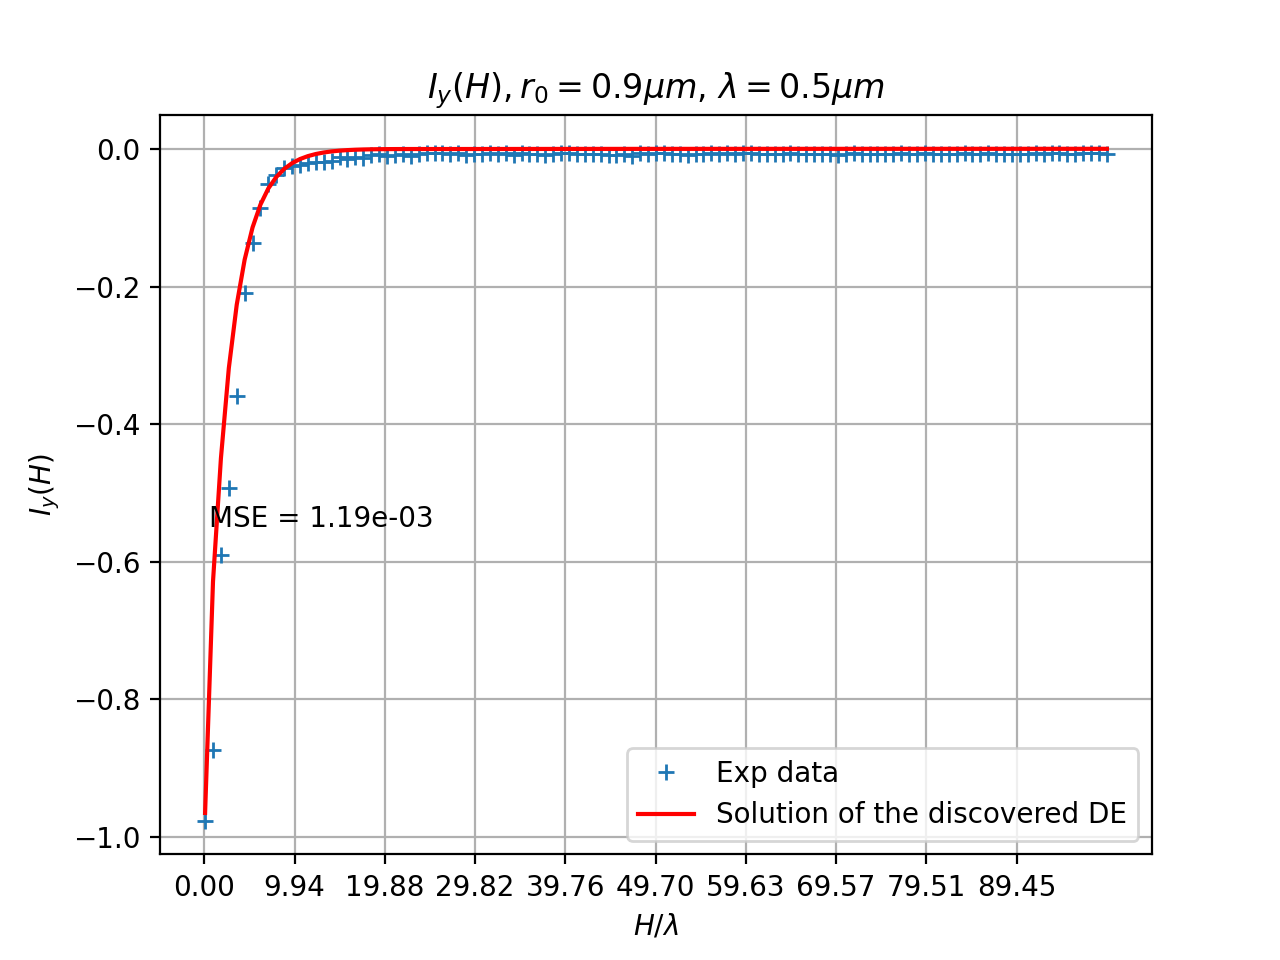 I_y(H), r_0 = 0.9μm, λ = 0.5μm
0.0
−0.2
−0.4
−0.6
−0.8
−1.0
I_y(H)
MSE = 1.19e-03
Exp data
Solution of the discovered DE
0.00 9.94 19.88 29.82 39.76 49.70 59.63 69.57 79.51 89.45
H/λ